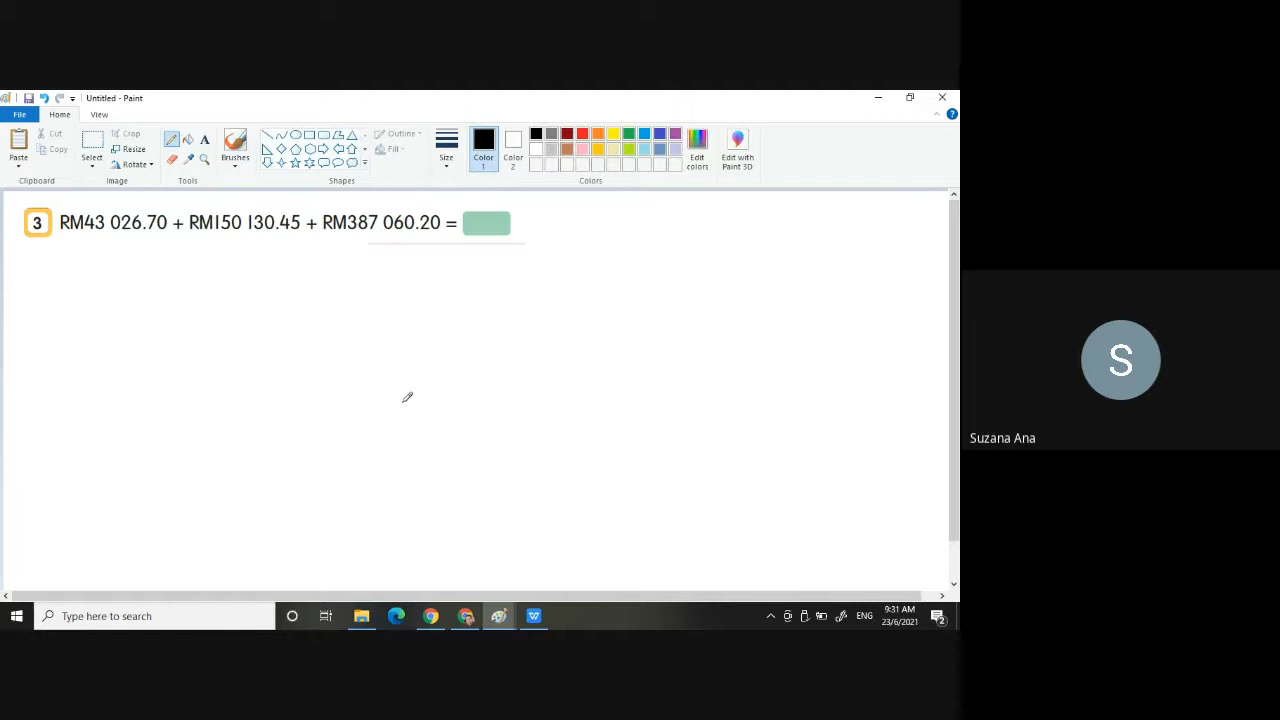 Untitled - Paint
File Home View
Paste
Cut
Copy
Clipboard
Select
Crop
Resize
Rotate
Image
Tools
Brushes
Shapes
Outline
Fill
Size
Color 1
Color 2
Edit colors
Colors
Edit with Paint 3D
3 RM43 026.70 + RM150 130.45 + RM387 060.20 =
S
Suzana Ana
Type here to search
ENG
9:31 AM
23/6/2021
2